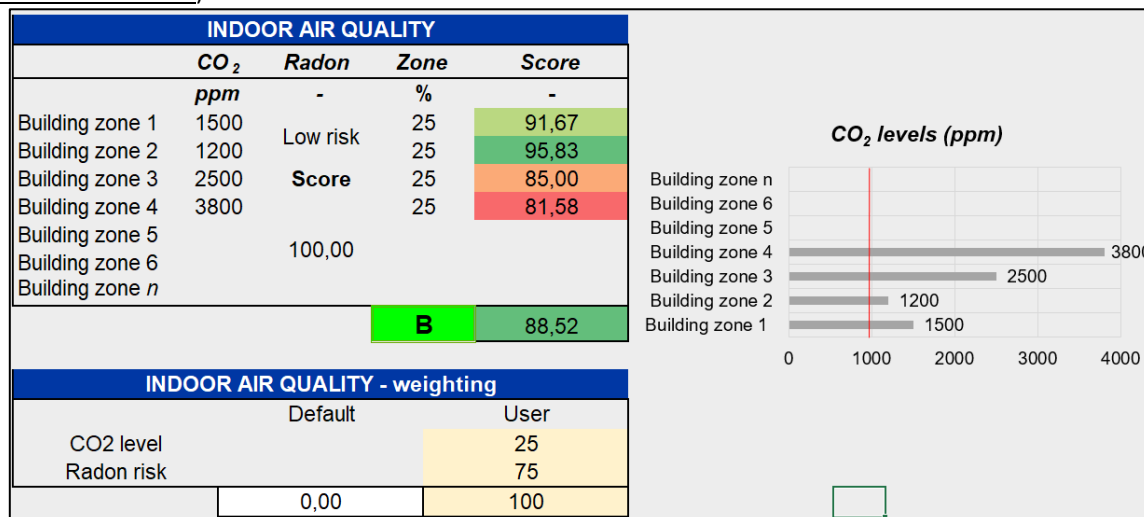 INDOOR AIR QUALITY
CO₂ Radon Zone Score
ppm - % -
Building zone 1 1500 25 91,67
Low risk
Building zone 2 1200 25 95,83
Building zone 3 2500 Score 25 85,00
Building zone 4 3800 25 81,58
Building zone 5
100,00
Building zone 6
Building zone n
B 88,52
CO₂ levels (ppm)
Building zone n
Building zone 6
Building zone 5
Building zone 4 3800
Building zone 3 2500
Building zone 2 1200
Building zone 1 1500
0 1000 2000 3000 4000
INDOOR AIR QUALITY - weighting
Default User
CO2 level 25
Radon risk 75
0,00 100